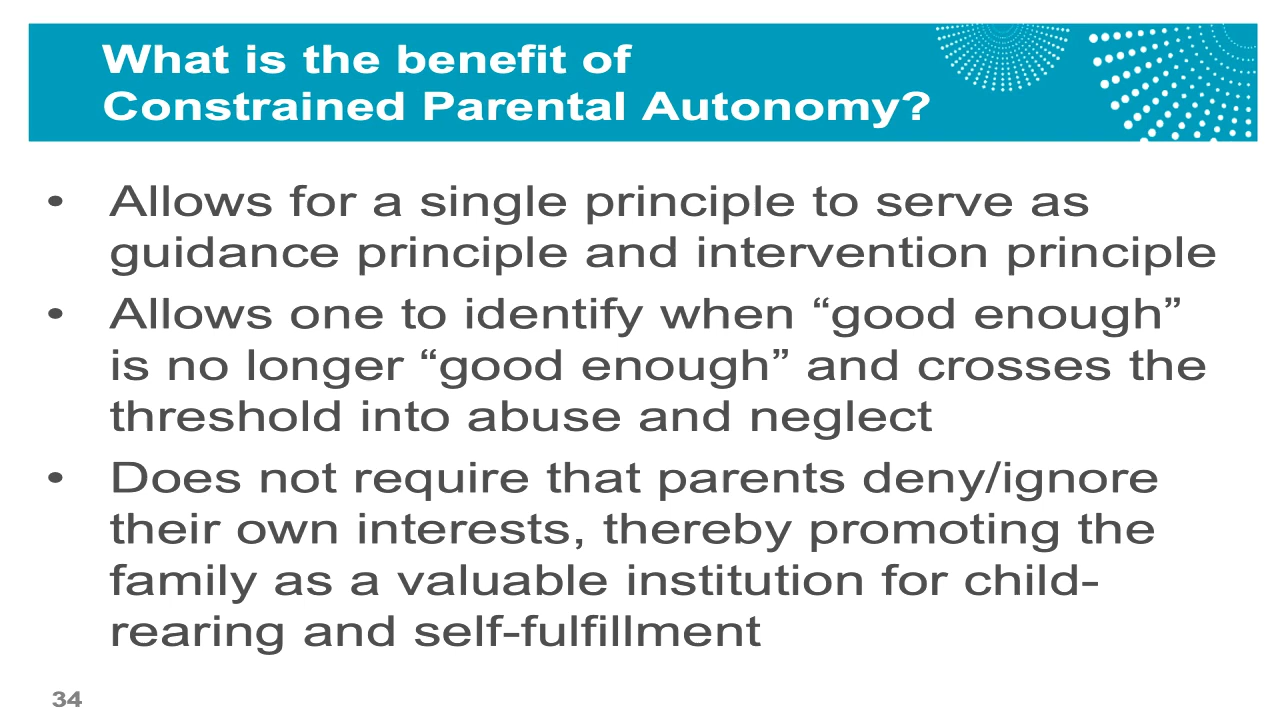 What is the benefit of
Constrained Parental Autonomy?
• Allows for a single principle to serve as
guidance principle and intervention principle
• Allows one to identify when “good enough”
is no longer “good enough” and crosses the
threshold into abuse and neglect
• Does not require that parents deny/ignore
their own interests, thereby promoting the
family as a valuable institution for child-
rearing and self-fulfillment
34